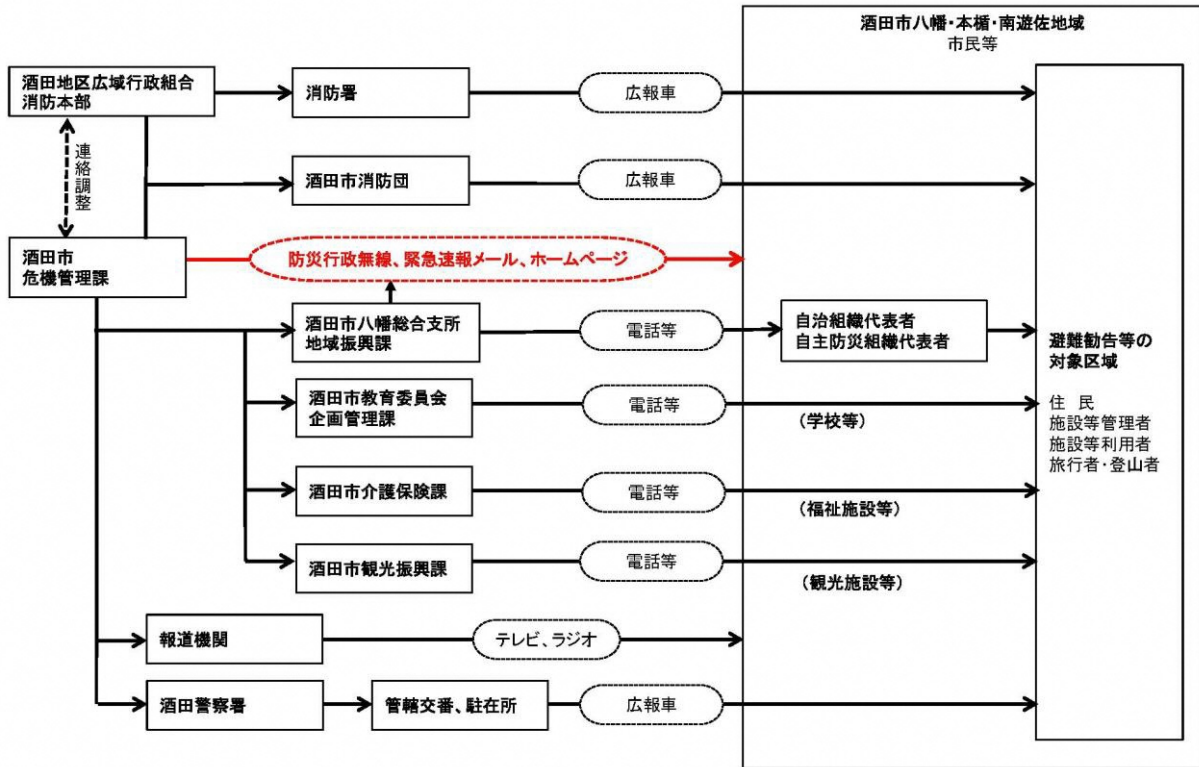 酒田市八幡・本楯・南遊佐地域
市民等
酒田地区広域行政組合
消防本部
消防署
広報車
連絡調整
酒田市消防団
広報車
酒田市
危機管理課
防災行政無線、緊急速報メール、ホームページ
酒田市八幡総合支所
地域振興課
電話等
自治組織代表者
自主防災組織代表者
避難勧告等の
対象区域
住　民
施設等管理者
施設等利用者
旅行者・登山者
酒田市教育委員会
企画管理課
電話等
(学校等)
酒田市介護保険課
電話等
(福祉施設等)
酒田市観光振興課
電話等
(観光施設等)
報道機関
テレビ、ラジオ
酒田警察署
管轄交番、駐在所
広報車